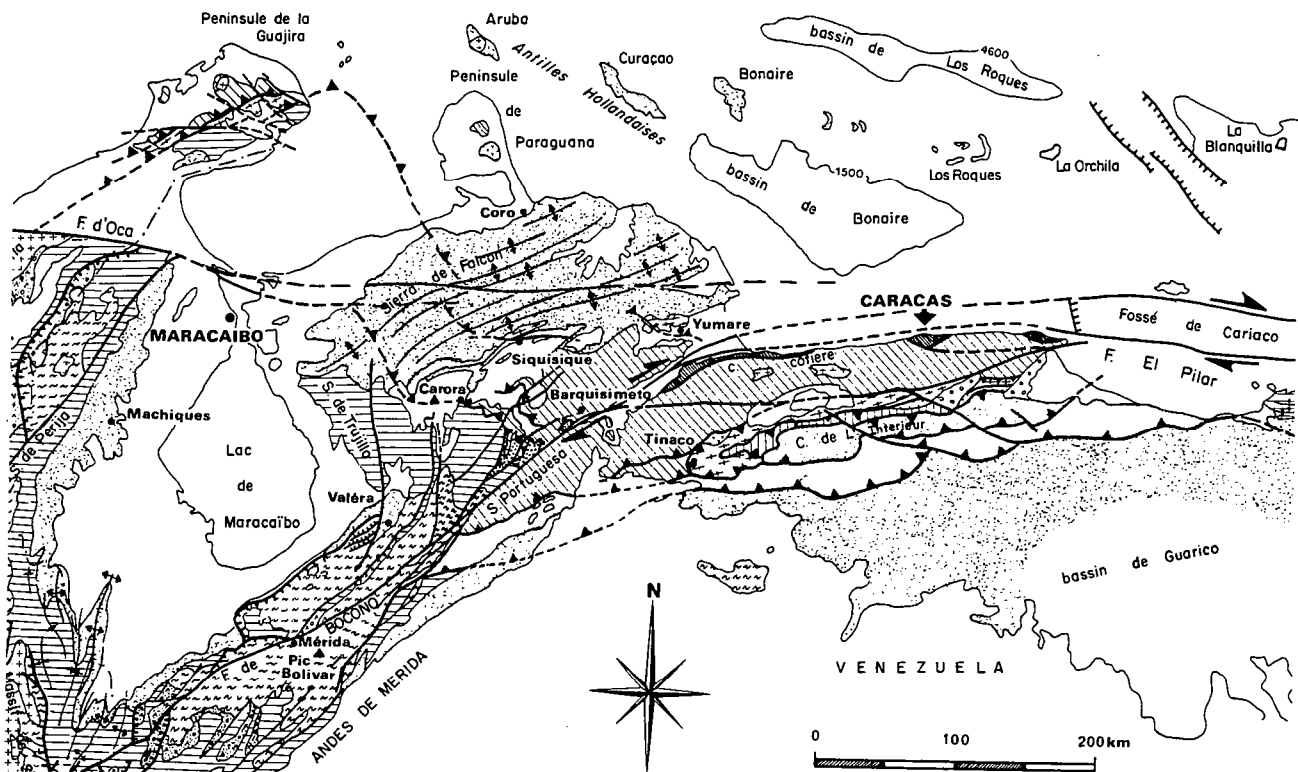 Peninsule de la
Guajira
Aruba
Antilles
Hollandaises
Curaçao
Bonaire
bassin de
Los Roques
4600
Peninsule
de
Paraguana
La
Blanquilla
Los Roques
La Orchila
bassin
de
Bonaire
1500
Coro
F. d'Oca
Sierra de Falcon
MARACAIBO
CARACAS
Fossé de
Cariaco
F. El Pilar
Yumare
Siquisique
C. cotière
Carora
Barquisimeto
S. de Trujillo
de Perija
Machiques
Tinaco
C. de L. Interieur
Lac
de
Maracaïbo
S. Portuguesa
Valéra
bassin de Guarico
F. de BOCONO
Mérida
Pic
Bolivar
N
ANDES DE MERIDA
VENEZUELA
Massif
0 100 200 km